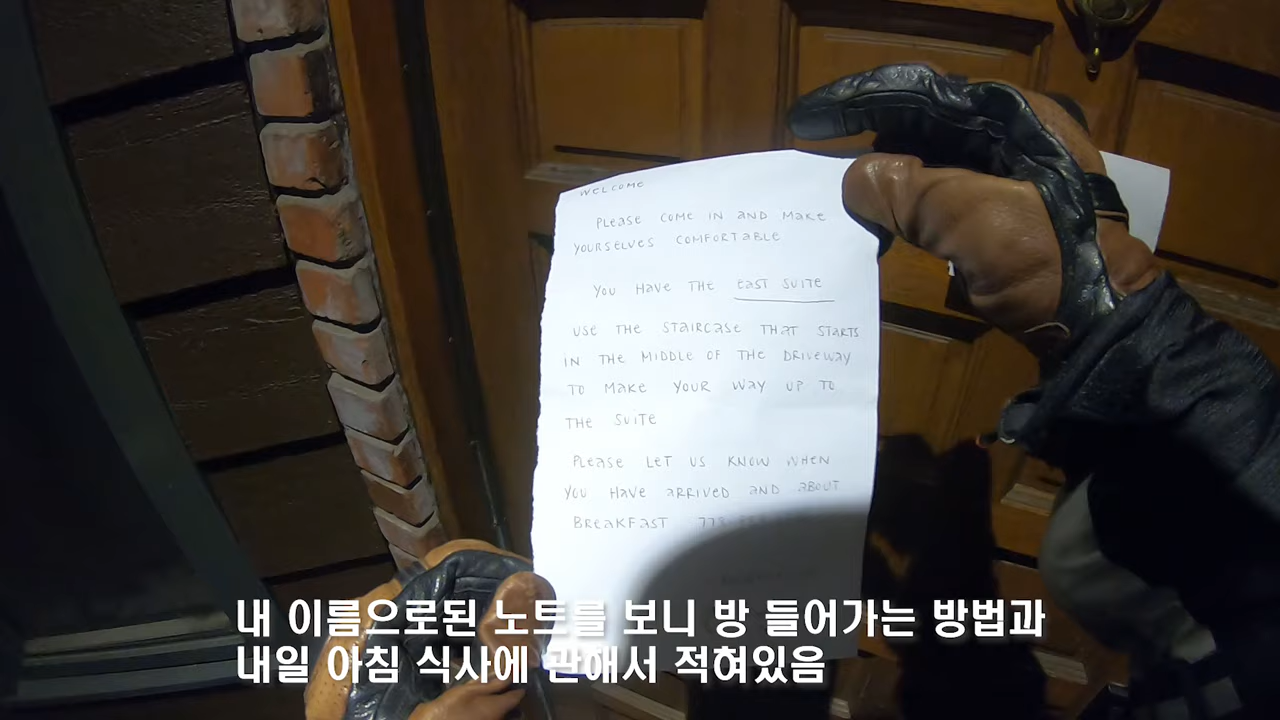 WELCOME
PLEASE COME IN AND MAKE
YOURSELVES COMFORTABLE
YOU HAVE THE EAST SUITE
USE THE STAIRCASE THAT STARTS
IN THE MIDDLE OF THE DRIVEWAY
TO MAKE YOUR WAY UP TO
THE SUITE
PLEASE LET US KNOW WHEN
YOU HAVE ARRIVED AND ABOUT
BREAKFAST
내 이름으로된 노트를 보니 방 들어가는 방법과
내일 아침 식사에 관해서 적혀있음